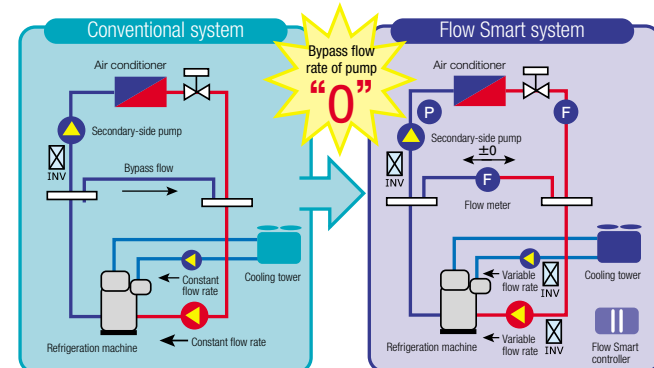 Conventional system
Air conditioner
Secondary-side pump
INV
Bypass flow
Constant
flow rate
Cooling tower
Refrigeration machine
Constant flow rate
Bypass flow
rate of pump
“0”
Flow Smart system
Air conditioner
P
F
Secondary-side pump
±0
INV
F
Flow meter
Variable
flow rate
INV
Cooling tower
Refrigeration machine
Variable
flow rate
INV
Flow Smart
controller